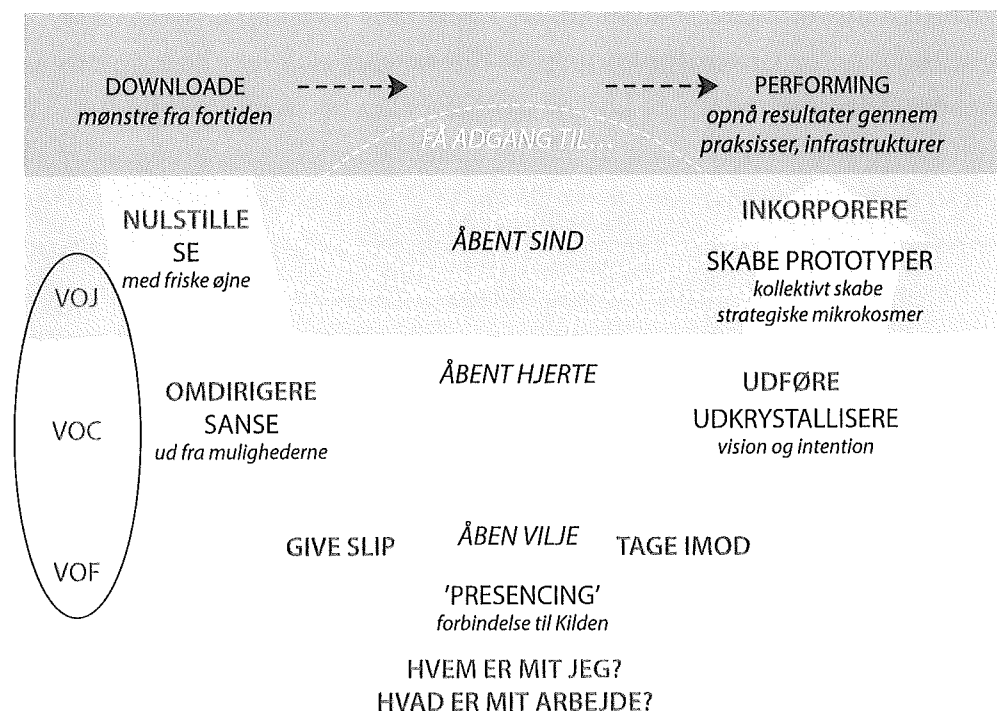 DOWNLOADE
mønstre fra fortiden
PERFORMING
opnå resultater gennem
praksisser, infrastrukturer
FÅ ADGANG TIL...
NULSTILLE
SE
med friske øjne
ÅBENT SIND
INKORPORERE
SKABE PROTOTYPER
kollektivt skabe
strategiske mikrokosmer
VOJ
ÅBENT HJERTE
OMDIRIGERE
SANSE
ud fra mulighederne
UDFØRE
UDKRYSTALLISERE
vision og intention
VOC
GIVE SLIP
ÅBEN VILJE
TAGE IMOD
VOF
'PRESENCING'
forbindelse til Kilden
HVEM ER MIT JEG?
HVAD ER MIT ARBEJDE?